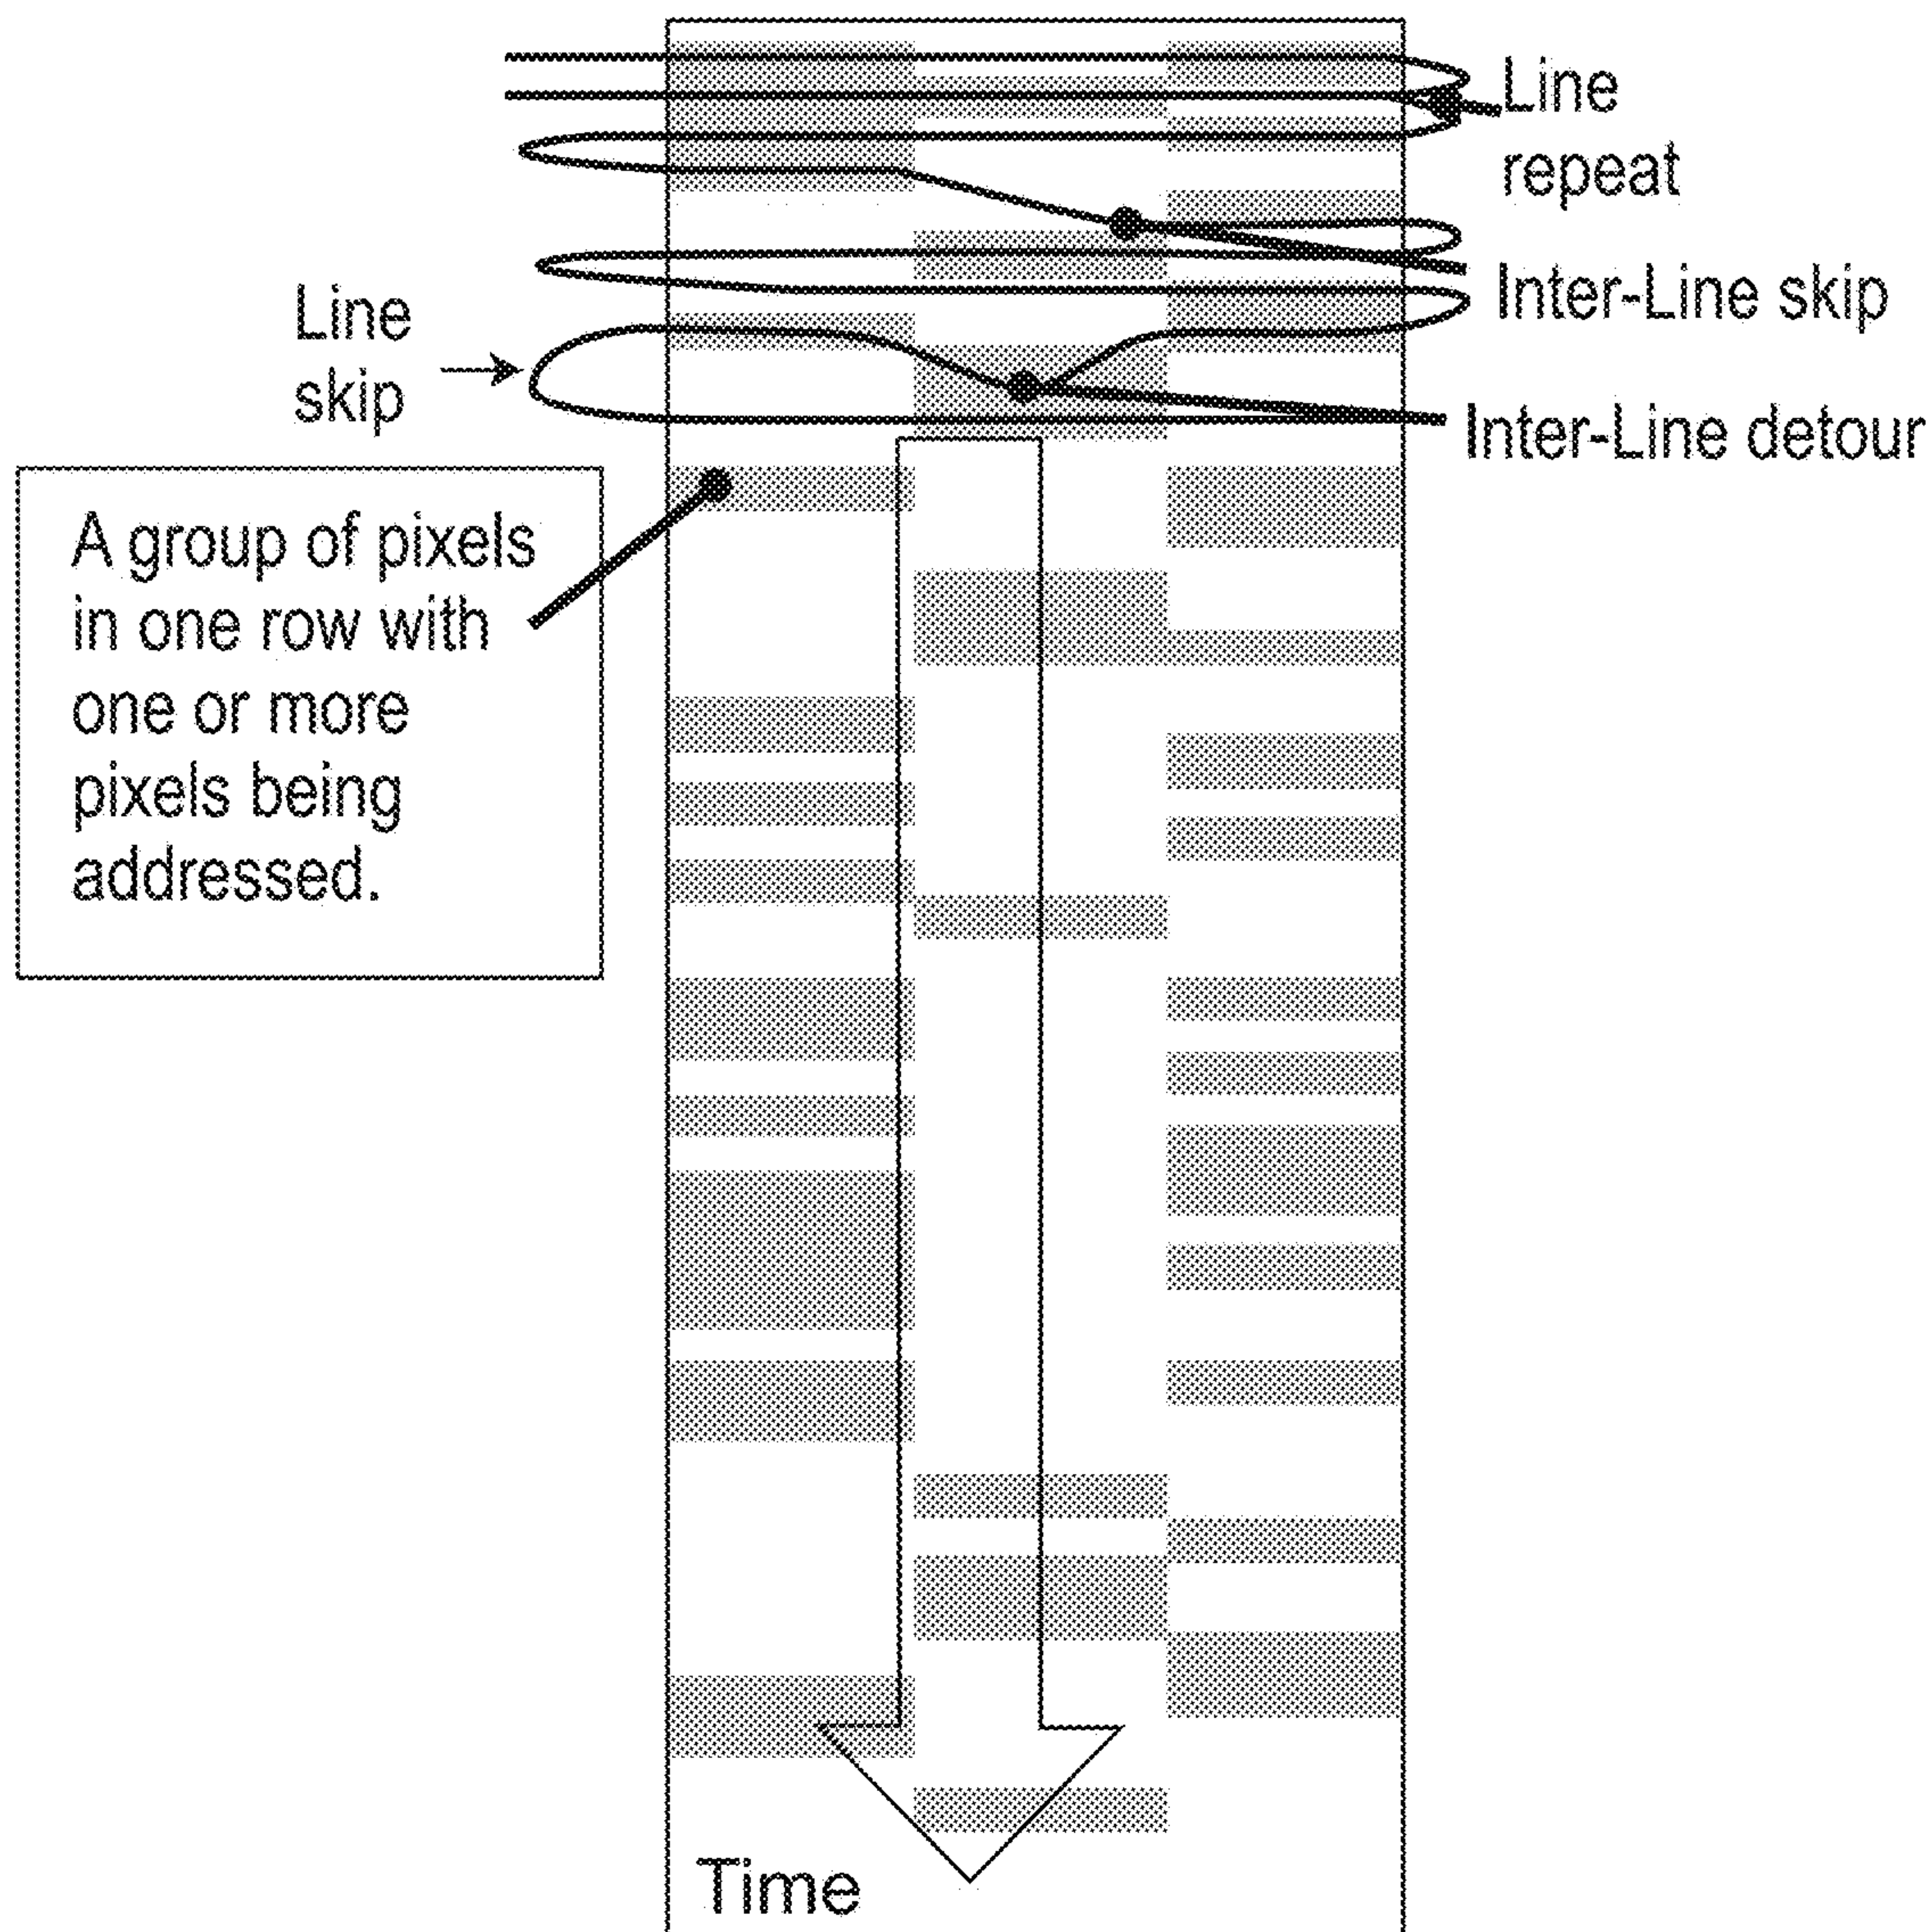 Line
repeat
Inter-Line skip
Line
skip
Inter-Line detour
A group of pixels
in one row with
one or more
pixels being
addressed.
Time